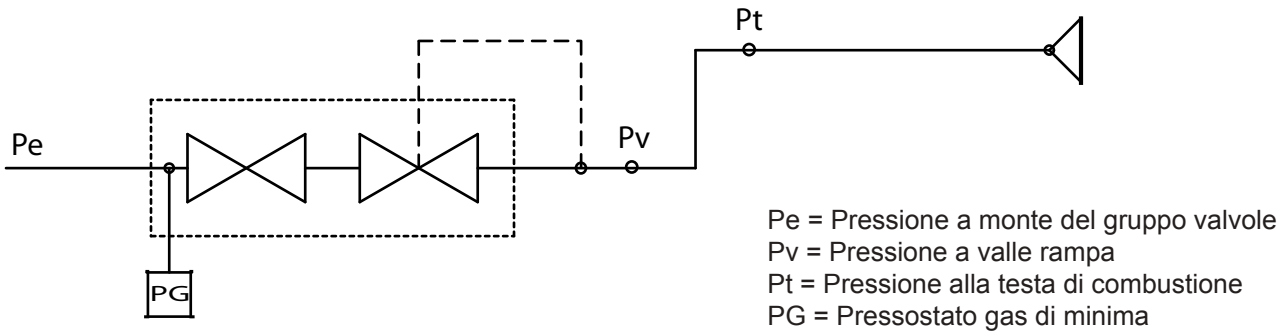 Pt
Pe
Pv
PG
Pe = Pressione a monte del gruppo valvole
Pv = Pressione a valle rampa
Pt = Pressione alla testa di combustione
PG = Pressostato gas di minima